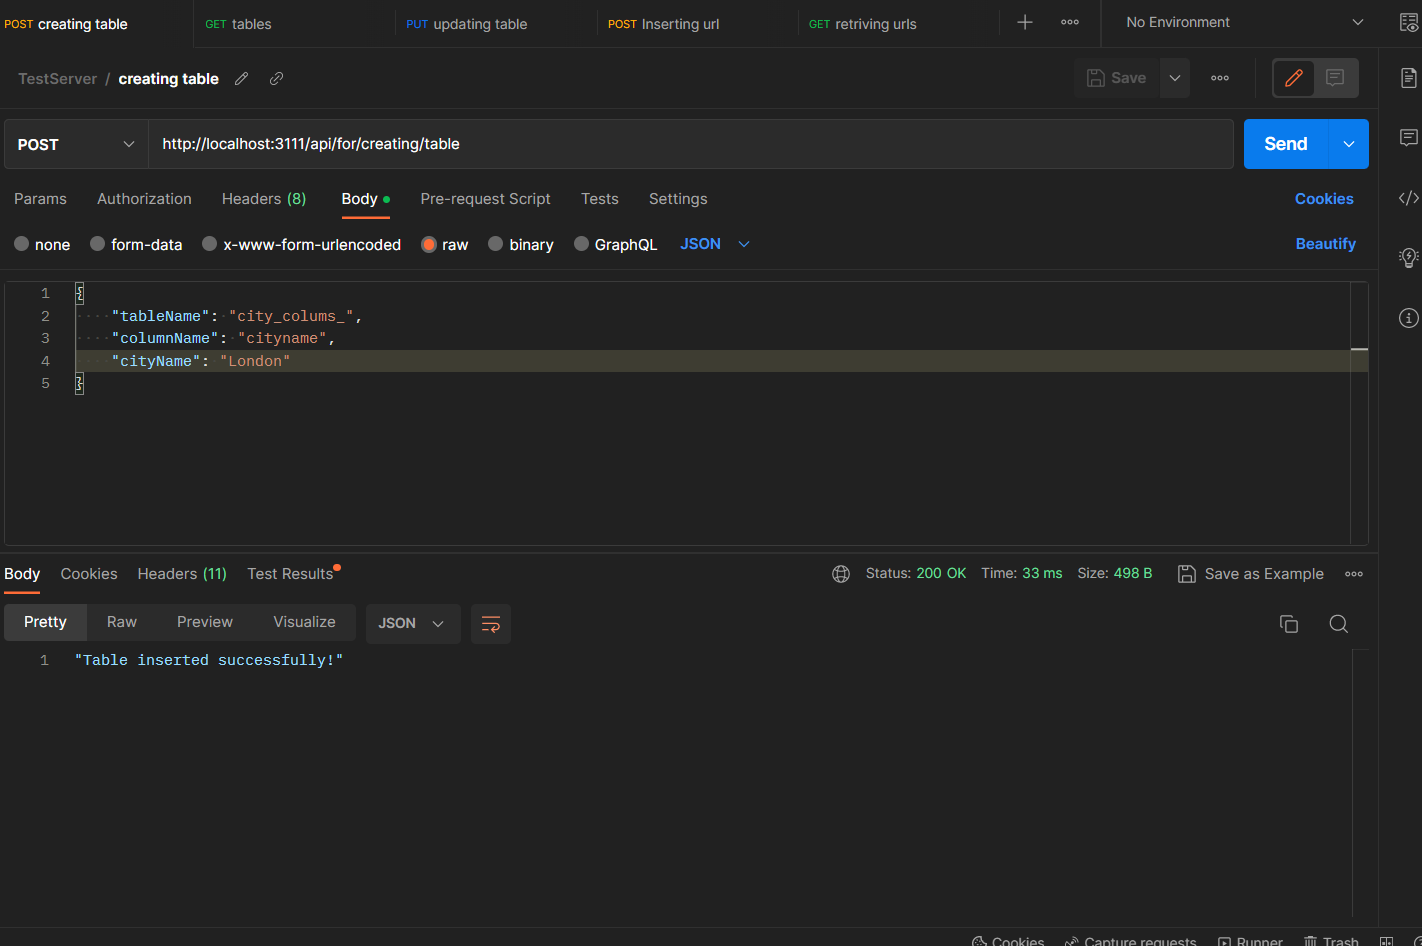 POST creating table GET tables PUT updating table POST Inserting url GET retriving urls No Environment
TestServer / creating table Save
POST http://localhost:3111/api/for/creating/table Send
Params Authorization Headers (8) Body Pre-request Script Tests Settings Cookies
none form-data x-www-form-urlencoded raw binary GraphQL JSON Beautify
1 {
2 "tableName": "city_colums_",
3 "columnName": "cityname",
4 "cityName": "London"
5 }
Body Cookies Headers (11) Test Results Status: 200 OK Time: 33 ms Size: 498 B Save as Example
Pretty Raw Preview Visualize JSON
1 "Table inserted successfully!"
Cookies Capture requests Runner Trash